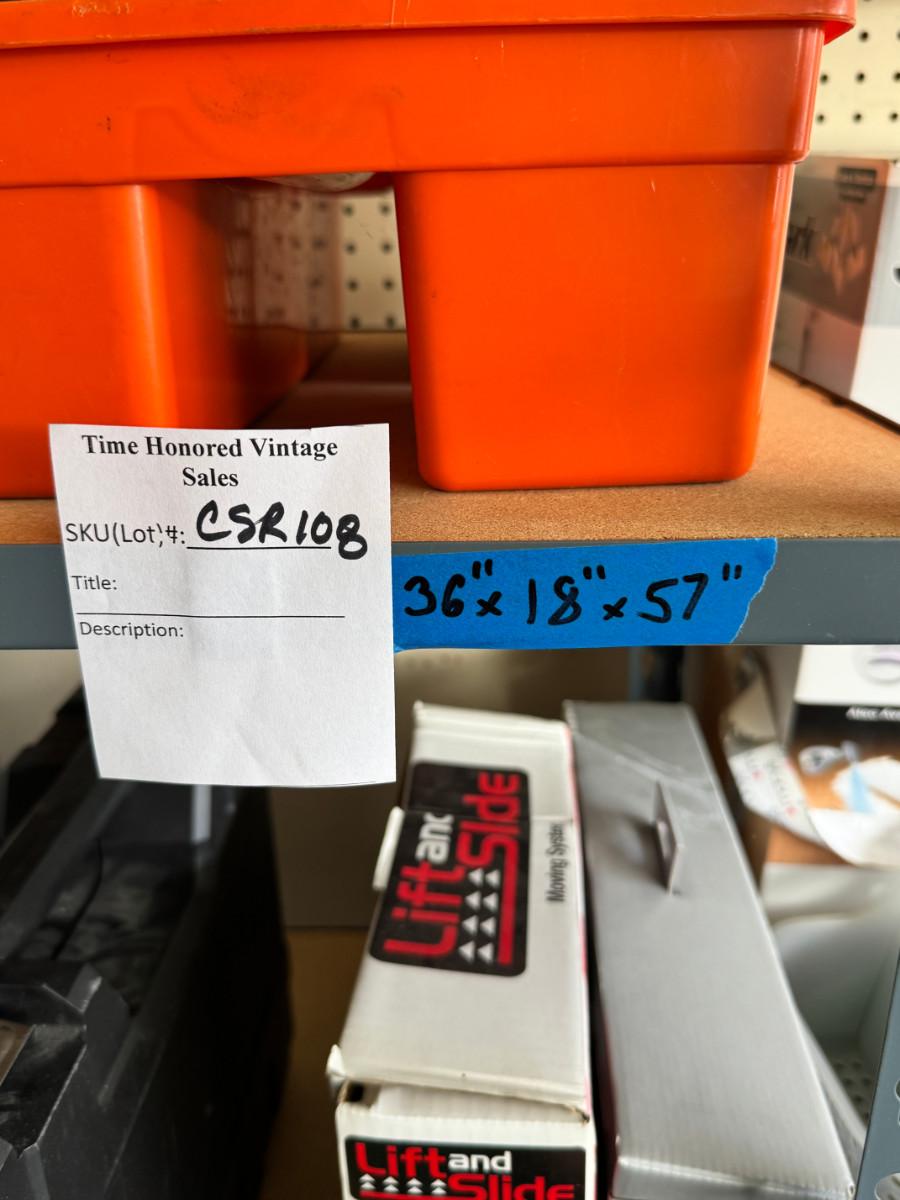 Time Honored Vintage
Sales
SKU(Lot)#: CSR108
Title:
Description:
36" x 18" x 57"
Lift and
Slide
Moving System
Lift and
Slide